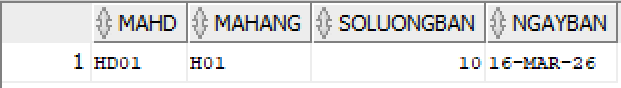 MAHD MAHANG SOLUONGBAN NGAYBAN
1 HD01 H01 10 16-MAR-26